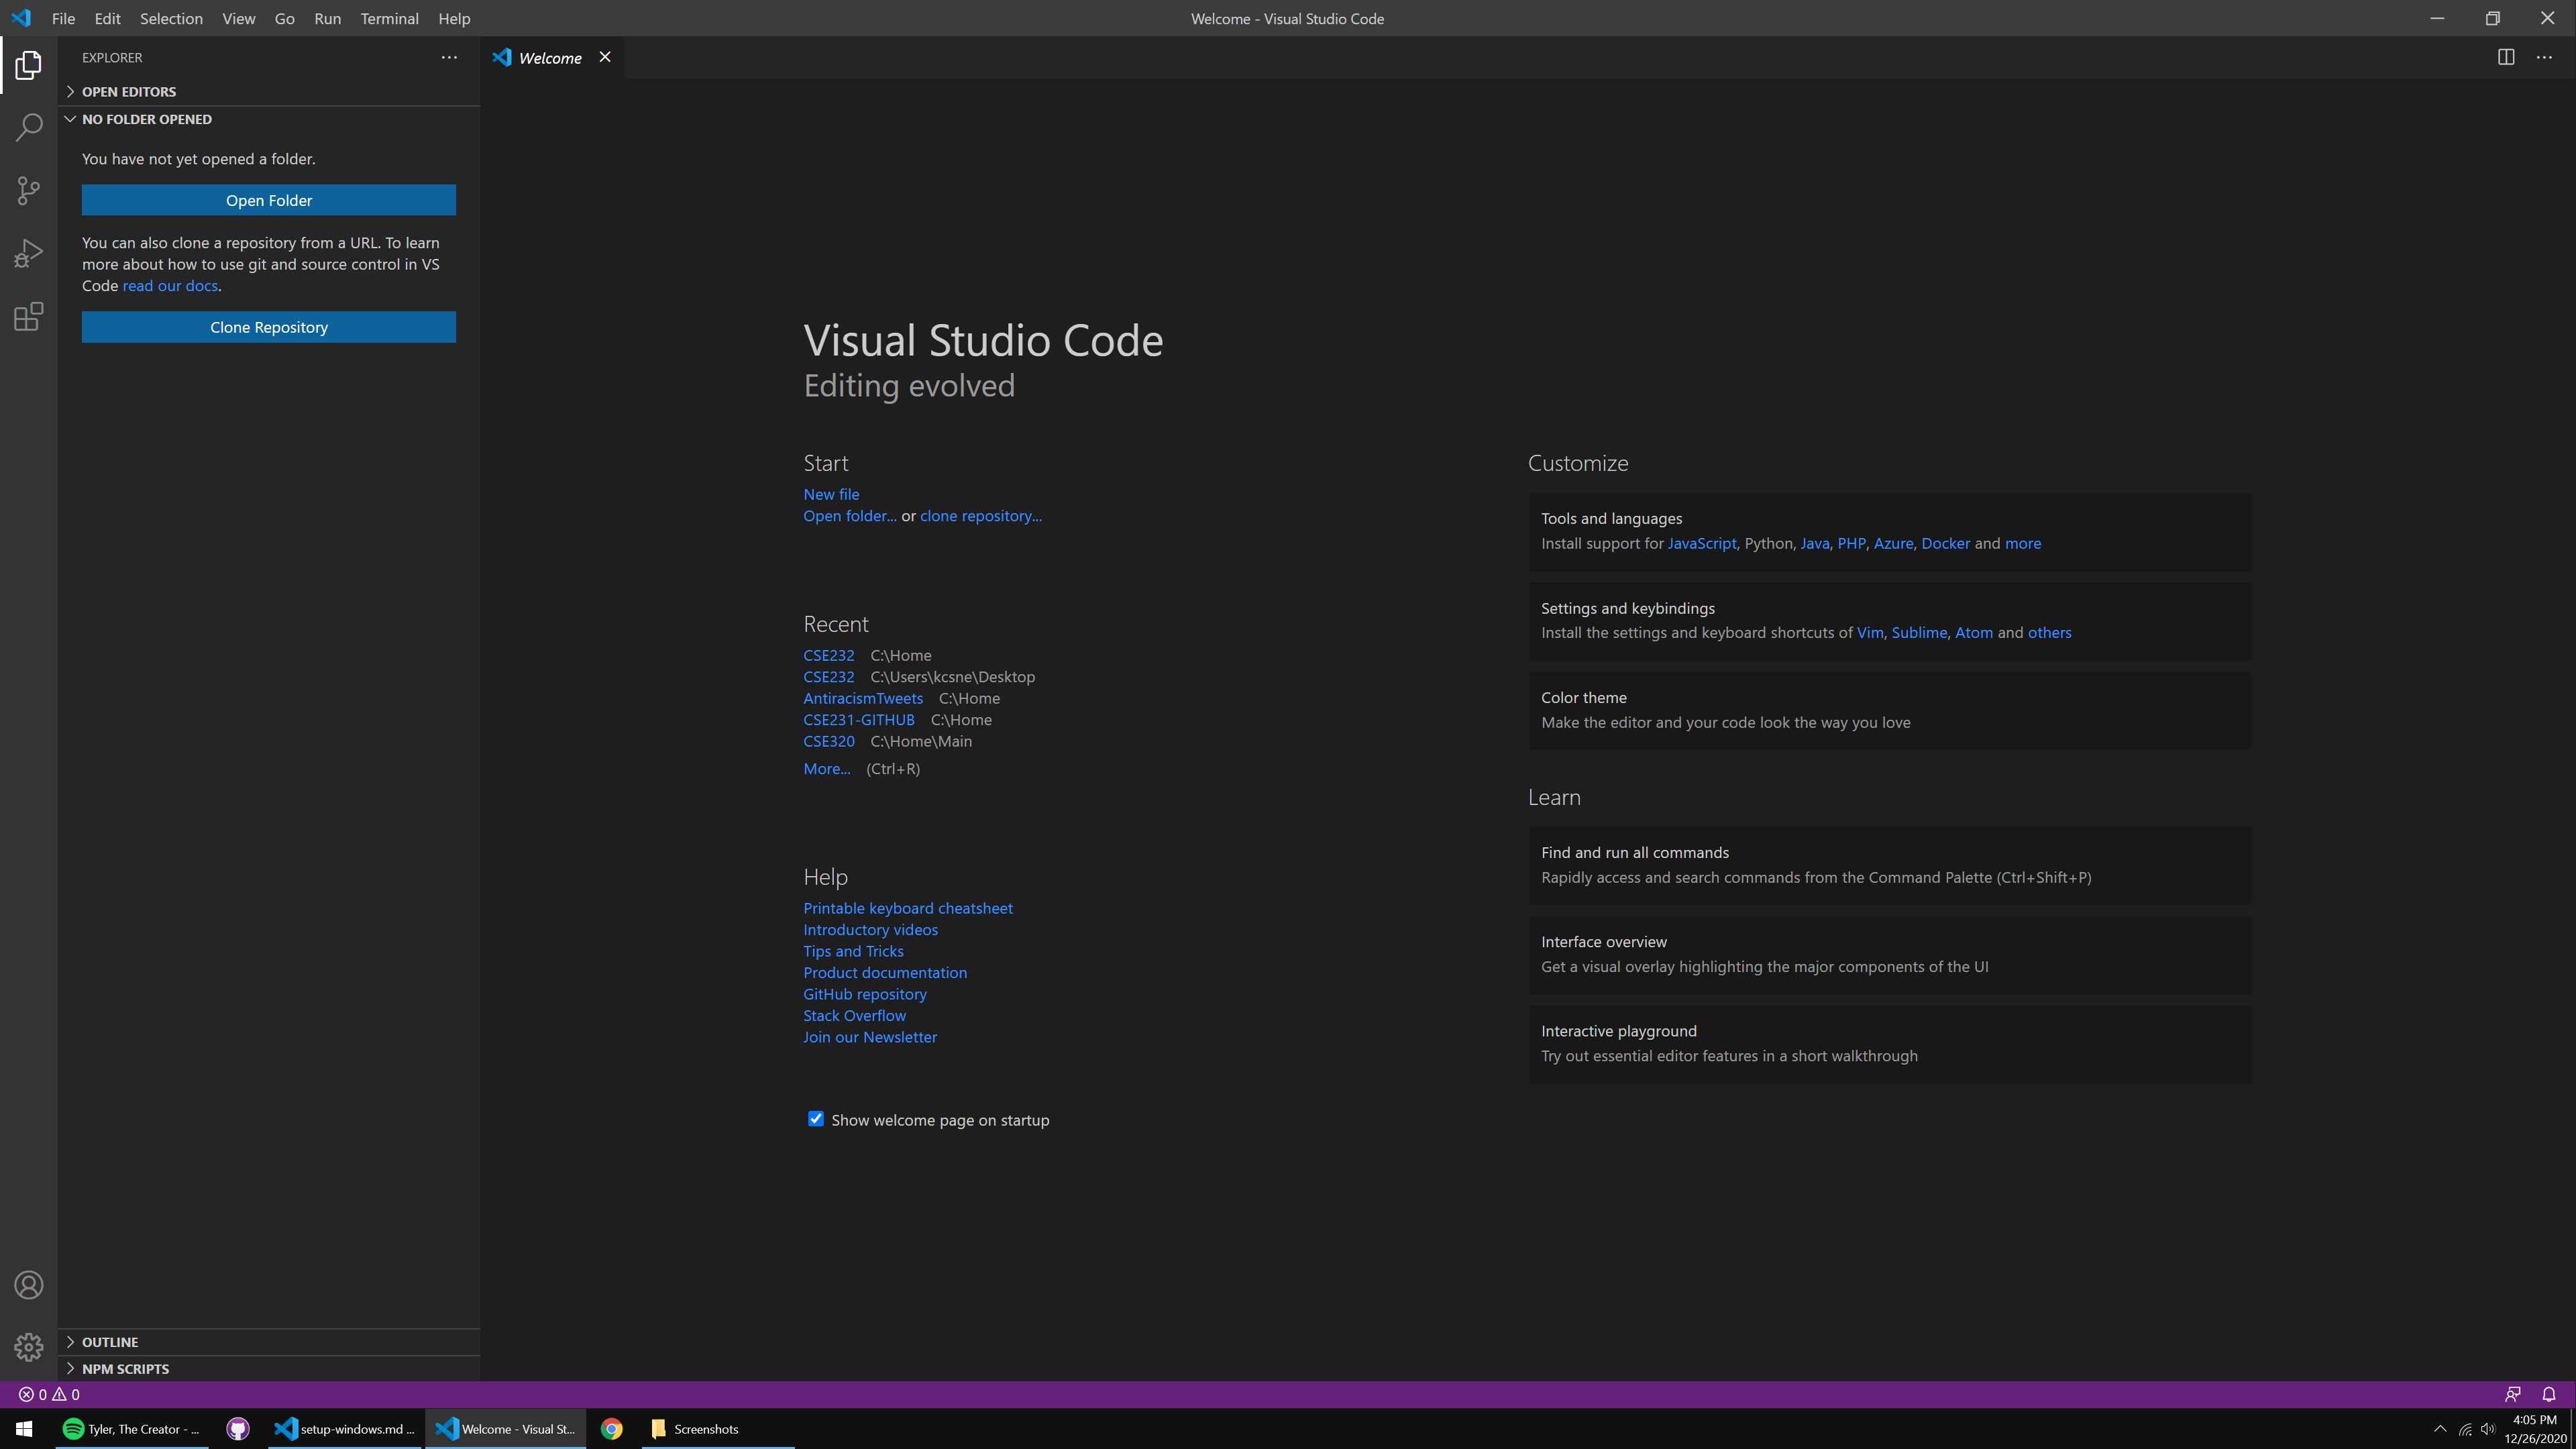 File Edit Selection View Go Run Terminal Help
Welcome - Visual Studio Code
EXPLORER
Welcome
OPEN EDITORS
NO FOLDER OPENED
You have not yet opened a folder.
Open Folder
You can also clone a repository from a URL. To learn
more about how to use git and source control in VS
Code read our docs.
Clone Repository
Visual Studio Code
Editing evolved
Start
New file
Open folder... or clone repository...
Recent
CSE232 C:\Home
CSE232 C:\Users\kcsne\Desktop
AntiracismTweets C:\Home
CSE231-GITHUB C:\Home
CSE320 C:\Home\Main
More... (Ctrl+R)
Help
Printable keyboard cheatsheet
Introductory videos
Tips and Tricks
Product documentation
GitHub repository
Stack Overflow
Join our Newsletter
Show welcome page on startup
Customize
Tools and languages
Install support for JavaScript, Python, Java, PHP, Azure, Docker and more
Settings and keybindings
Install the settings and keyboard shortcuts of Vim, Sublime, Atom and others
Color theme
Make the editor and your code look the way you love
Learn
Find and run all commands
Rapidly access and search commands from the Command Palette (Ctrl+Shift+P)
Interface overview
Get a visual overlay highlighting the major components of the UI
Interactive playground
Try out essential editor features in a short walkthrough
OUTLINE
NPM SCRIPTS
0 0
Tyler, The Creator - ...
setup-windows.md ...
Welcome - Visual St...
Screenshots
4:05 PM
12/26/2020